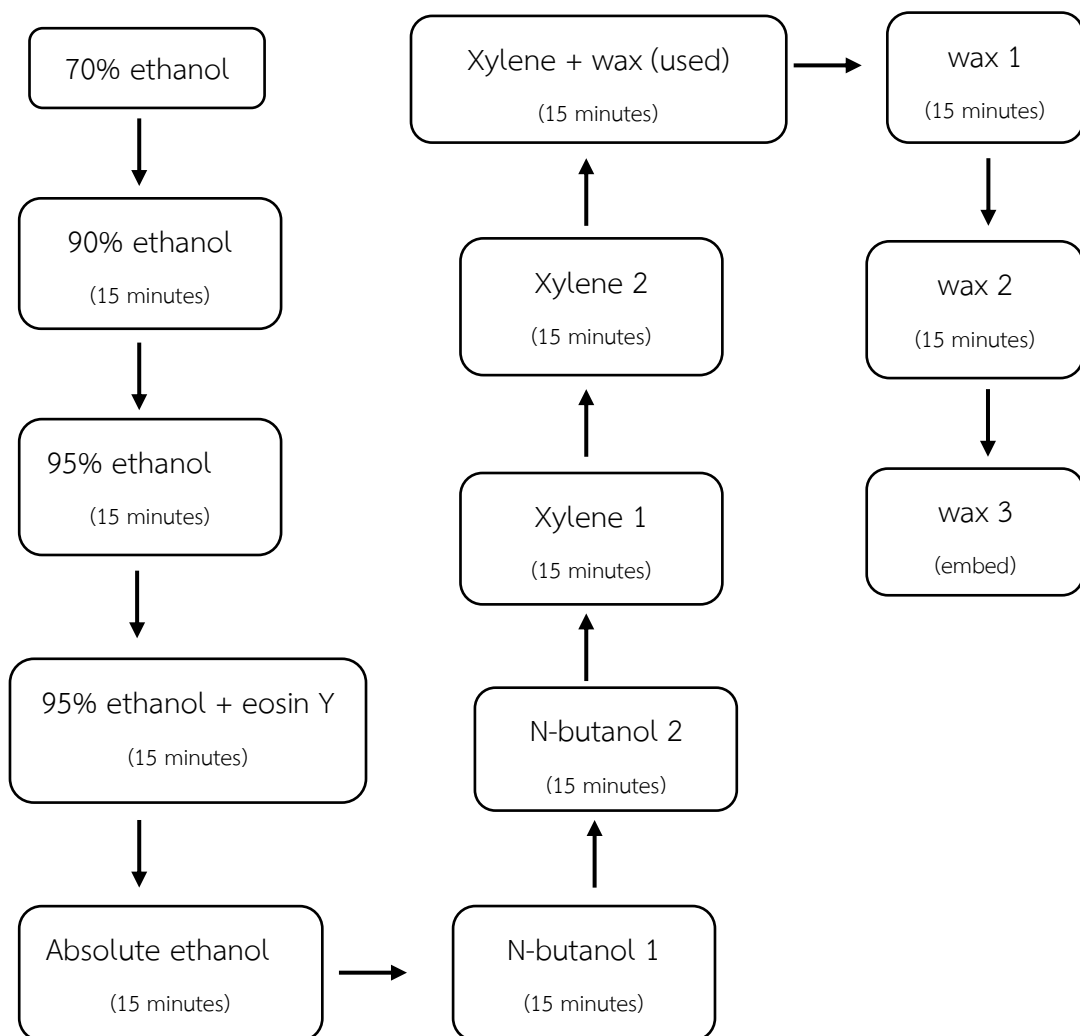 70% ethanol
90% ethanol
(15 minutes)
95% ethanol
(15 minutes)
95% ethanol + eosin Y
(15 minutes)
Absolute ethanol
(15 minutes)
N-butanol 1
(15 minutes)
N-butanol 2
(15 minutes)
Xylene 1
(15 minutes)
Xylene 2
(15 minutes)
Xylene + wax (used)
(15 minutes)
wax 1
(15 minutes)
wax 2
(15 minutes)
wax 3
(embed)